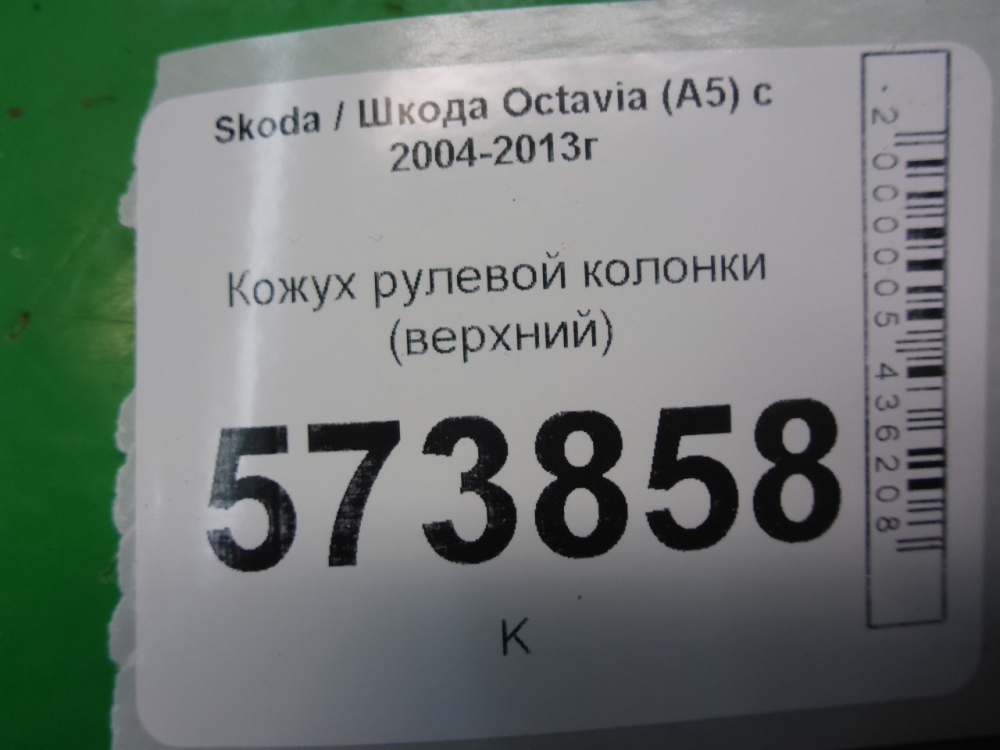 Skoda / Шкода Octavia (A5) с
2004-2013г
Кожух рулевой колонки
(верхний)
573858
К
2000005436208